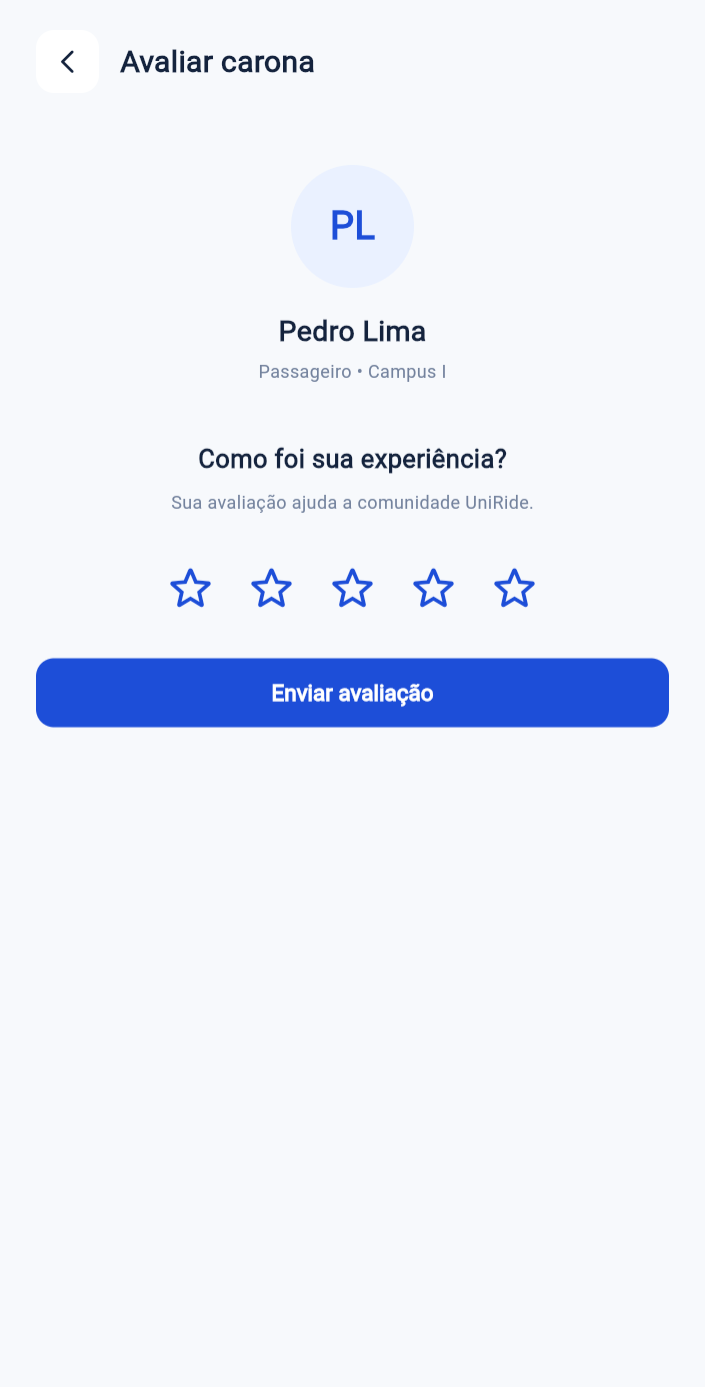 Avaliar carona
PL
Pedro Lima
Passageiro • Campus I
Como foi sua experiência?
Sua avaliação ajuda a comunidade UniRide.
Enviar avaliação